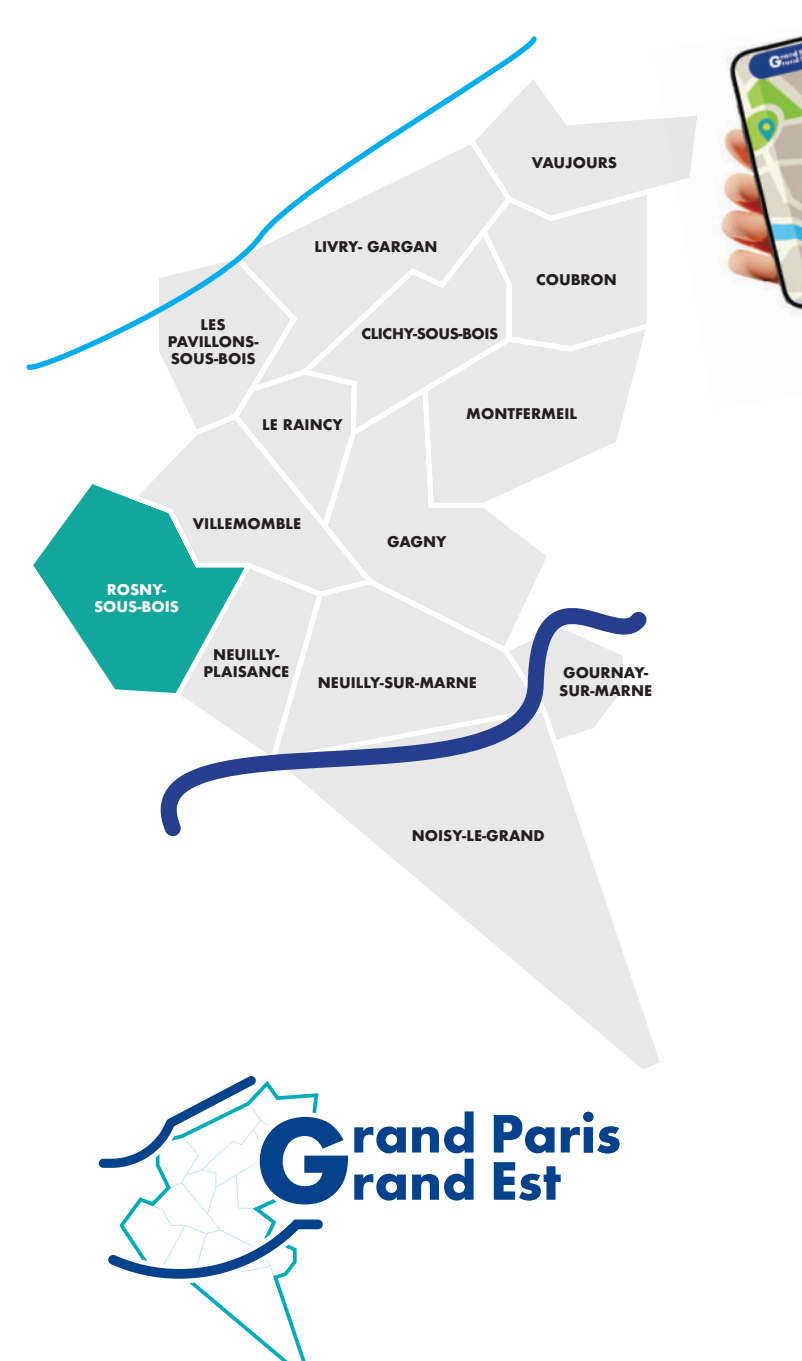 VAUJOURS
LIVRY- GARGAN
COUBRON
LES
PAVILLONS-
SOUS-BOIS
CLICHY-SOUS-BOIS
MONTFERMEIL
LE RAINCY
VILLEMOMBLE
GAGNY
ROSNY-
SOUS-BOIS
NEUILLY-
PLAISANCE
NEUILLY-SUR-MARNE
GOURNAY-
SUR-MARNE
NOISY-LE-GRAND
Grand Paris
Grand Est